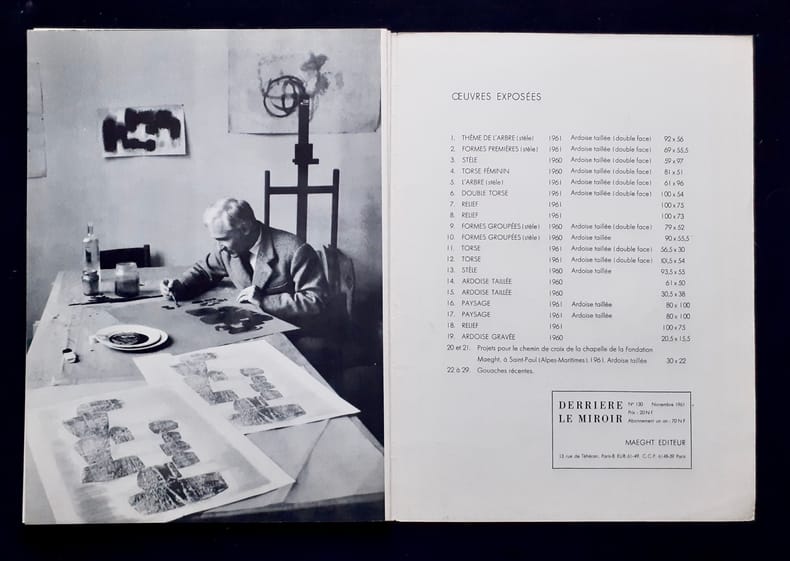 ŒUVRES EXPOSÉES
1. THÈME DE L'ARBRE (stèle) 1961 Ardoise taillée (double face) 92 x 56
2. FORMES PREMIÈRES (stèle) 1961 Ardoise taillée (double face) 69 x 55,5
3. STÈLE 1960 Ardoise taillée (double face) 59 x 97
4. TORSE FÉMININ 1960 Ardoise taillée (double face) 81 x 51
5. L'ARBRE (stèle) 1961 Ardoise taillée (double face) 61 x 96
6. DOUBLE TORSE 1961 Ardoise taillée (double face) 100 x 54
7. RELIEF 1961 100 x 75
8. RELIEF 1961 100 x 73
9. FORMES GROUPÉES (stèle) 1960 Ardoise taillée (double face) 79 x 52
10. FORMES GROUPÉES (stèle) 1960 Ardoise taillée 90 x 55,5
11. TORSE 1961 Ardoise taillée (double face) 56,5 x 30
12. TORSE 1960 Ardoise taillée (double face) 101,5 x 54
13. STÈLE 1960 Ardoise taillée 93,5 x 55
14. ARDOISE TAILLÉE 1960 61 x 50
15. ARDOISE TAILLÉE 1960 30,5 x 38
16. PAYSAGE 1961 Ardoise taillée 80 x 100
17. PAYSAGE 1961 Ardoise taillée 80 x 100
18. RELIEF 1961 100 x 75
19. ARDOISE GRAVÉE 1960 20,5 x 15,5
20 et 21. Projets pour le chemin de croix de la chapelle de la Fondation
Maeght, à Saint-Paul (Alpes-Maritimes). 1961. Ardoise taillée 30 x 22
22 à 29. Gouaches récentes.
DERRIERE LE MIROIR
N° 130 Novembre 1961
Prix : 20 N F
Abonnement un an : 70 N F
MAEGHT EDITEUR
13 rue de Téhéran, Paris-8 EUR 61-49, C.C.P. 6148-59 Paris